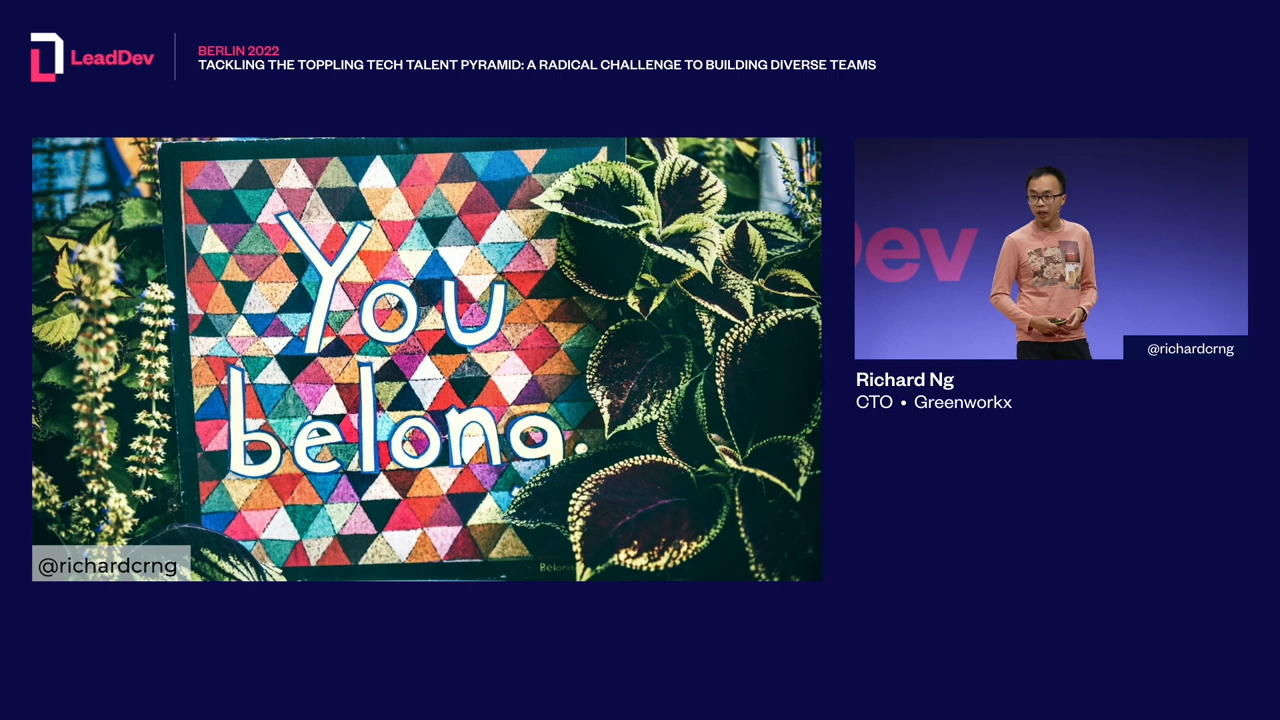 LeadDev
BERLIN 2022
TACKLING THE TOPPLING TECH TALENT PYRAMID: A RADICAL CHALLENGE TO BUILDING DIVERSE TEAMS
You
belong.
@richardcrng
Dev
@richardcrng
Richard Ng
CTO • Greenworkx